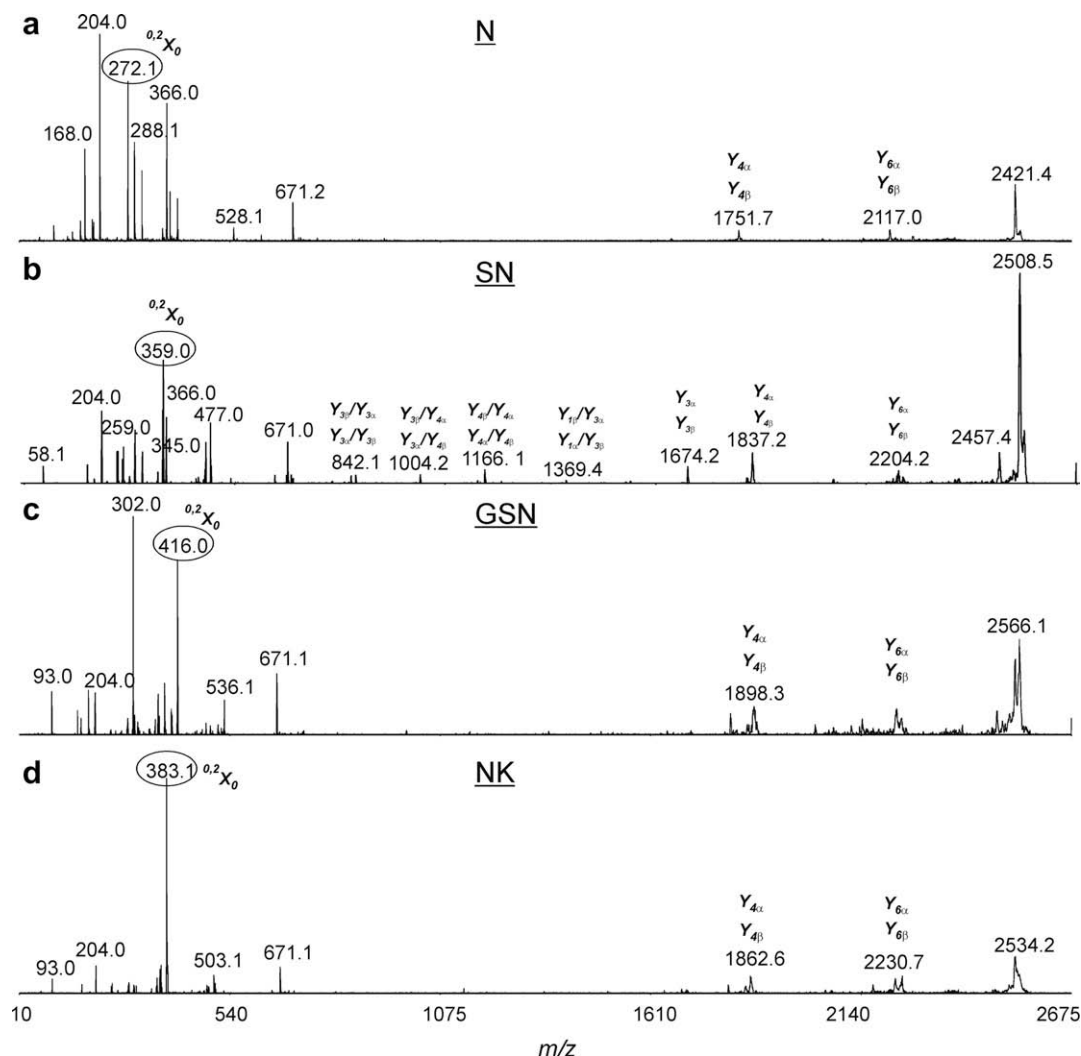 a
N
204.0
0,2X0
272.1
366.0
168.0
288.1
528.1
671.2
Y4α
Y4β
1751.7
Y6α
Y6β
2117.0
2421.4
b
SN
2508.5
0,2X0
359.0
366.0
204.0
477.0
259.0
345.0
58.1
671.0
Y3β/Y3α
Y3α/Y3β
842.1
Y3β/Y4α
Y3α/Y4β
1004.2
Y4β/Y4α
Y4α/Y4β
1166. 1
Y1β/Y3α
Y1α/Y3β
1369.4
Y3α
Y3β
1674.2
Y4α
Y4β
1837.2
Y6α
Y6β
2204.2
2457.4
c
GSN
302.0
0,2X0
416.0
93.0
204.0
536.1
671.1
Y4α
Y4β
1898.3
Y6α
Y6β
2566.1
d
NK
383.1 0,2X0
93.0
204.0
503.1
671.1
Y4α
Y4β
1862.6
Y6α
Y6β
2230.7
2534.2
10 540 1075 1610 2140 2675
m/z